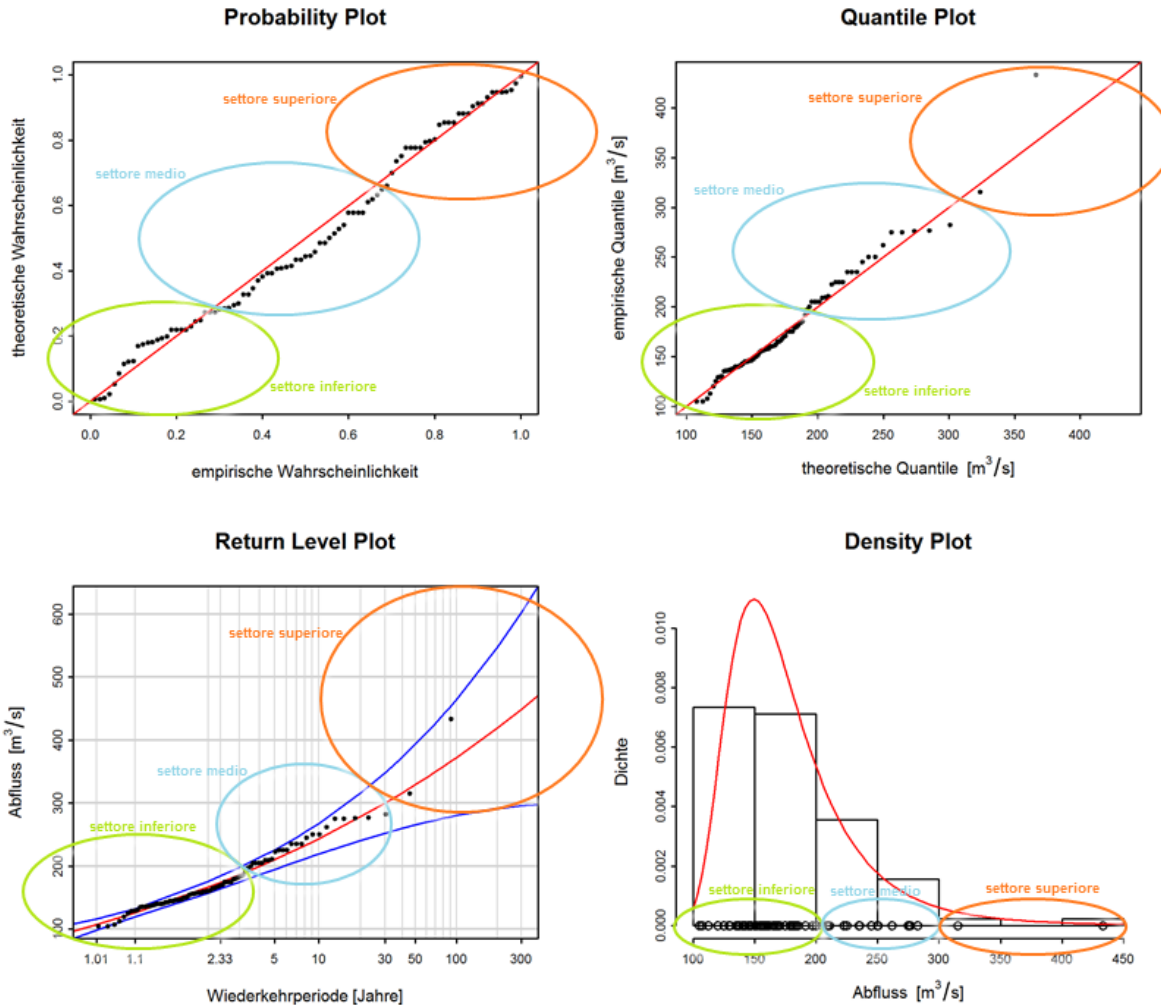 Probability Plot
settore superiore
settore medio
settore inferiore
theoretische Wahrscheinlichkeit
0.0
0.2
0.4
0.6
0.8
1.0
0.0 0.2 0.4 0.6 0.8 1.0
empirische Wahrscheinlichkeit
Quantile Plot
settore superiore
settore medio
settore inferiore
empirische Quantile [m³/s]
100
150
200
250
300
350
400
100 150 200 250 300 350 400
theoretische Quantile [m³/s]
Return Level Plot
settore superiore
settore medio
settore inferiore
Abfluss [m³/s]
100
200
300
400
500
600
1.01 1.1 2.33 5 10 30 50 100 300
Wiederkehrperiode [Jahre]
Density Plot
settore inferiore settore medio settore superiore
Dichte
0.000
0.002
0.004
0.006
0.008
0.010
100 150 200 250 300 350 400 450
Abfluss [m³/s]